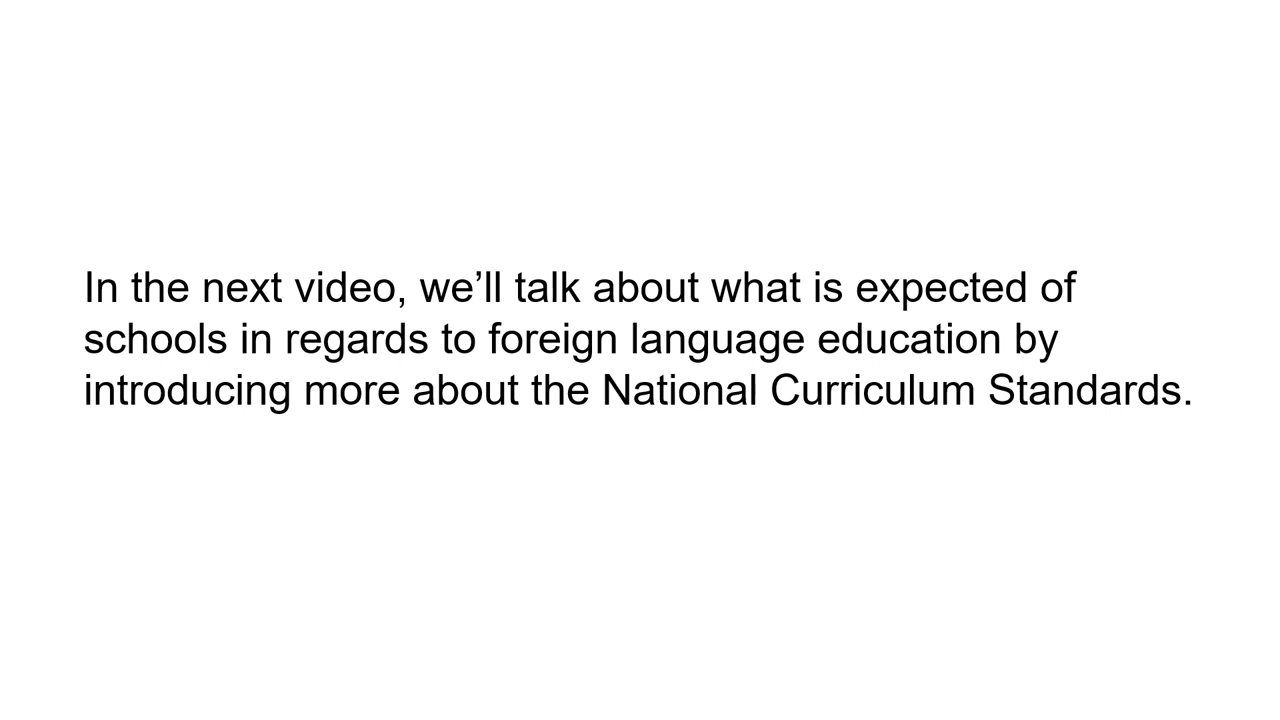 In the next video, we’ll talk about what is expected of
schools in regards to foreign language education by
introducing more about the National Curriculum Standards.